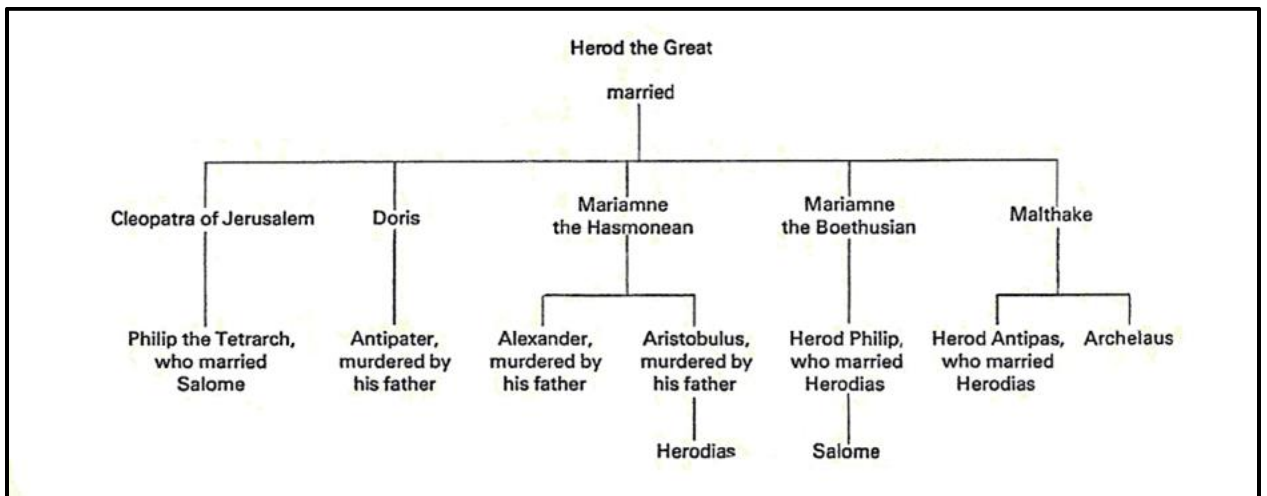 Herod the Great
married
Cleopatra of Jerusalem
Doris
Mariamne
the Hasmonean
Mariamne
the Boethusian
Malthake
Philip the Tetrarch,
who married
Salome
Antipater,
murdered by
his father
Alexander,
murdered by
his father
Aristobulus,
murdered by
his father
Herod Philip,
who married
Herodias
Herod Antipas,
who married
Herodias
Archelaus
Herodias
Salome